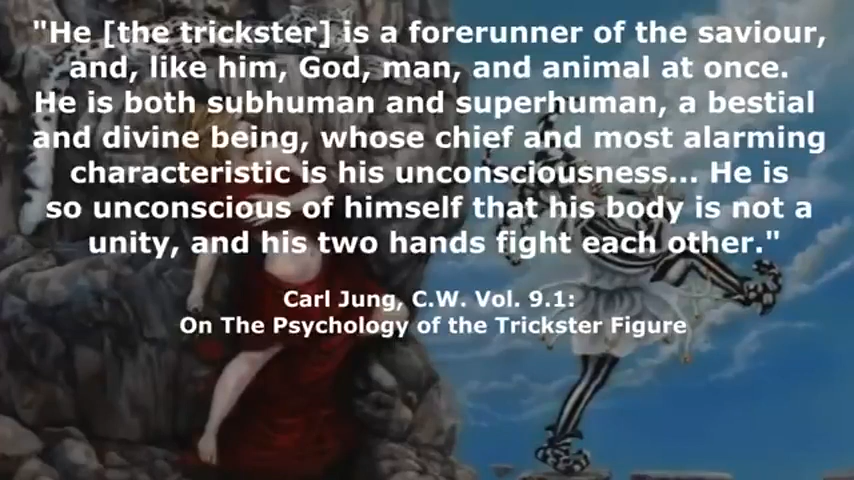 "He [the trickster] is a forerunner of the saviour,
and, like him, God, man, and animal at once.
He is both subhuman and superhuman, a bestial
and divine being, whose chief and most alarming
characteristic is his unconsciousness... He is
so unconscious of himself that his body is not a
unity, and his two hands fight each other."
Carl Jung, C.W. Vol. 9.1:
On The Psychology of the Trickster Figure